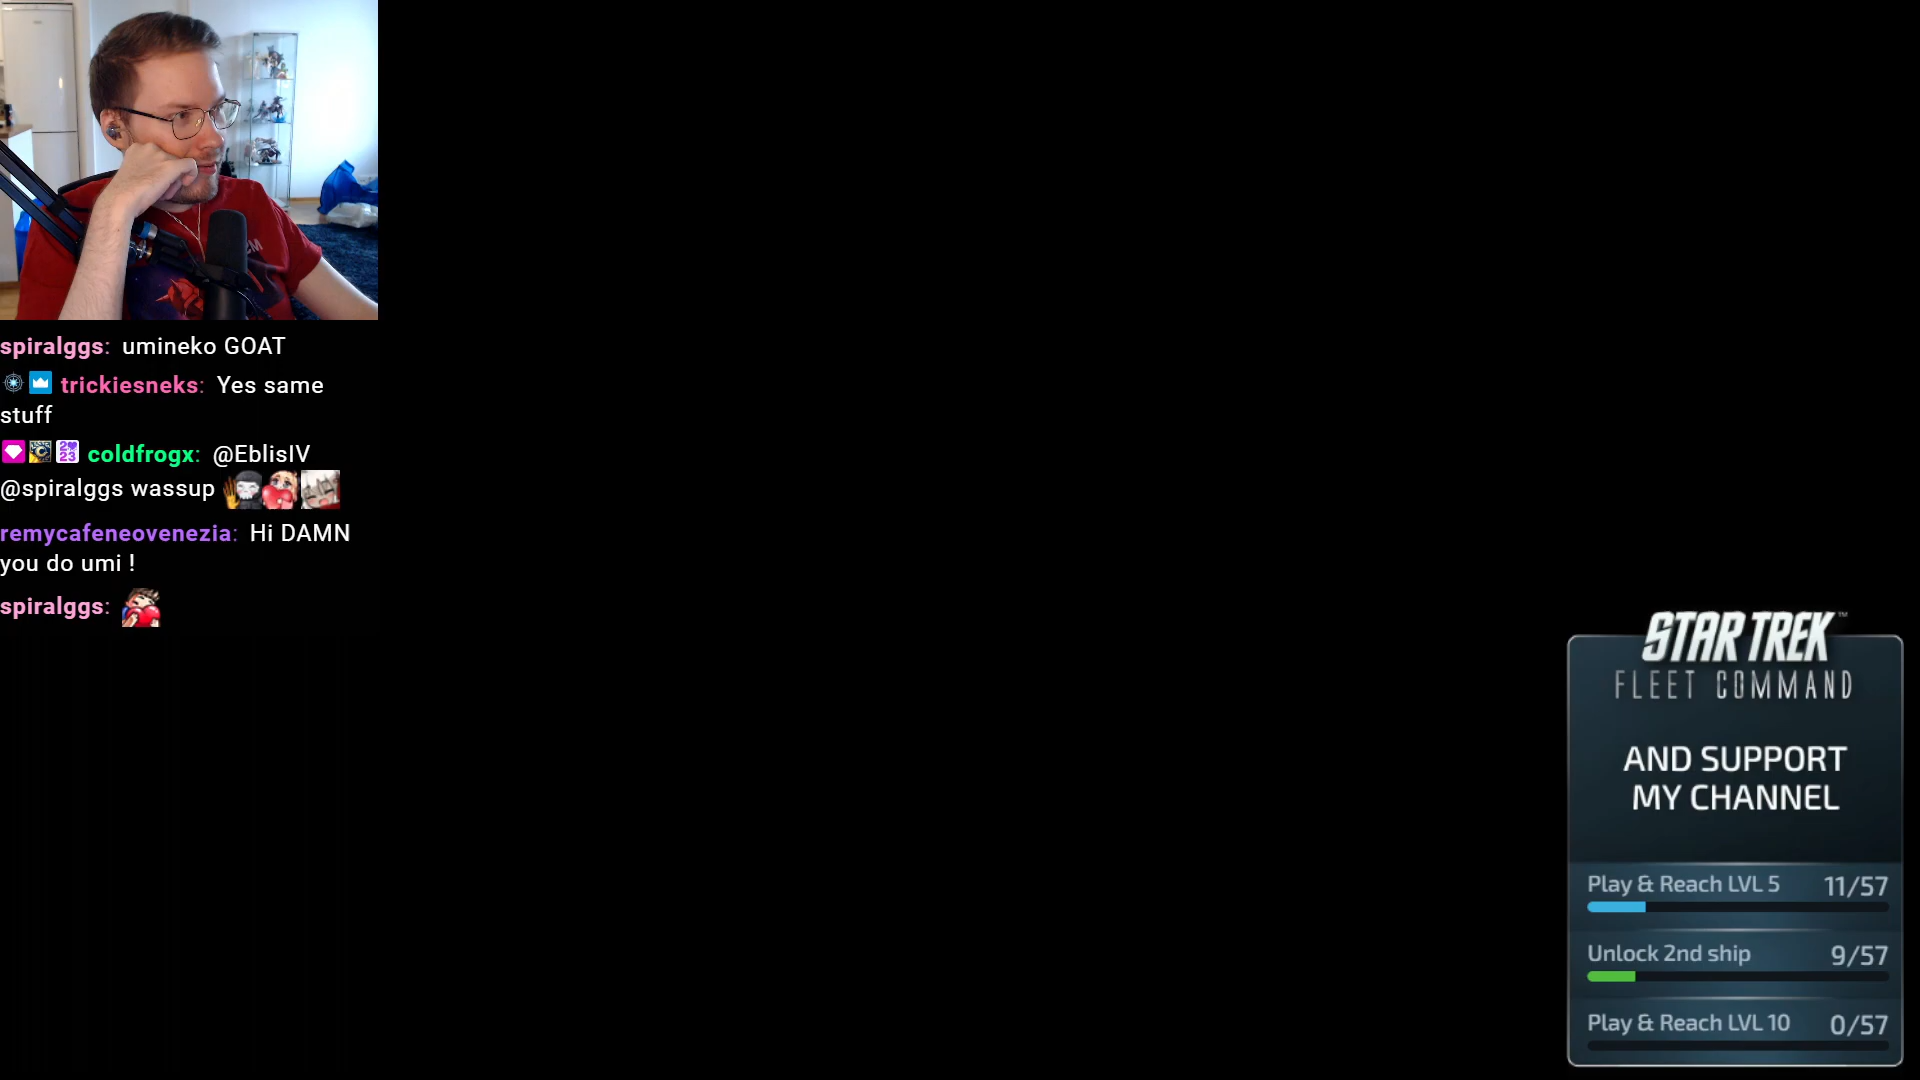 spiralggs: umineko GOAT
trickiesneks: Yes same
stuff
2023 coldfrogx: @EblisIV
@spiralggs wassup
remycafeneovenezia: Hi DAMN
you do umi !
spiralggs:
STAR TREK™
FLEET COMMAND
AND SUPPORT
MY CHANNEL
Play & Reach LVL 5 11/57
Unlock 2nd ship 9/57
Play & Reach LVL 10 0/57